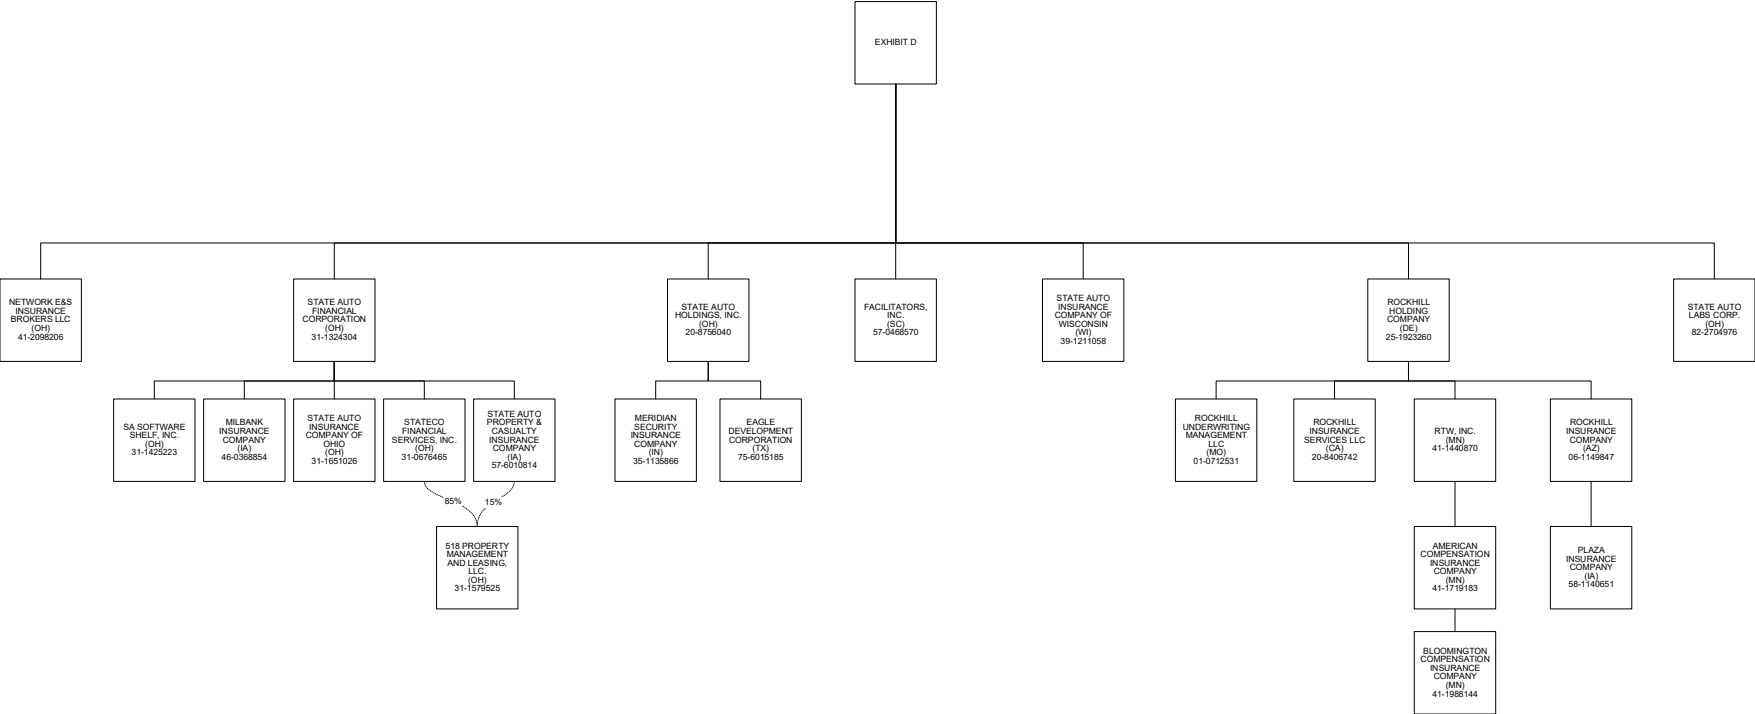 EXHIBIT D
NETWORK E&S
INSURANCE
BROKERS LLC
(OH)
41-2098206
STATE AUTO
FINANCIAL
CORPORATION
(OH)
31-1324304
STATE AUTO
HOLDINGS, INC.
(OH)
20-8756040
FACILITATORS,
INC.
(SC)
57-0468570
STATE AUTO
INSURANCE
COMPANY OF
WISCONSIN
(WI)
39-1211058
ROCKHILL
HOLDING
COMPANY
(DE)
25-1923260
STATE AUTO
LABS CORP.
(OH)
82-2704976
SA SOFTWARE
SHELF, INC.
(OH)
31-1425223
MILBANK
INSURANCE
COMPANY
(IA)
46-0368854
STATE AUTO
INSURANCE
COMPANY OF
OHIO
(OH)
31-1651026
STATECO
FINANCIAL
SERVICES, INC.
(OH)
31-0676465
STATE AUTO
PROPERTY &
CASUALTY
INSURANCE
COMPANY
(IA)
57-6010814
MERIDIAN
SECURITY
INSURANCE
COMPANY
(IN)
35-1135866
EAGLE
DEVELOPMENT
CORPORATION
(TX)
75-6015185
ROCKHILL
UNDERWRITING
MANAGEMENT
LLC
(MO)
01-0712531
ROCKHILL
INSURANCE
SERVICES LLC
(CA)
20-8406742
RTW, INC.
(MN)
41-1440870
ROCKHILL
INSURANCE
COMPANY
(AZ)
06-1149847
85%
15%
518 PROPERTY
MANAGEMENT
AND LEASING,
LLC.
(OH)
31-1579525
AMERICAN
COMPENSATION
INSURANCE
COMPANY
(MN)
41-1719183
PLAZA
INSURANCE
COMPANY
(IA)
58-1140651
BLOOMINGTON
COMPENSATION
INSURANCE
COMPANY
(MN)
41-1988144